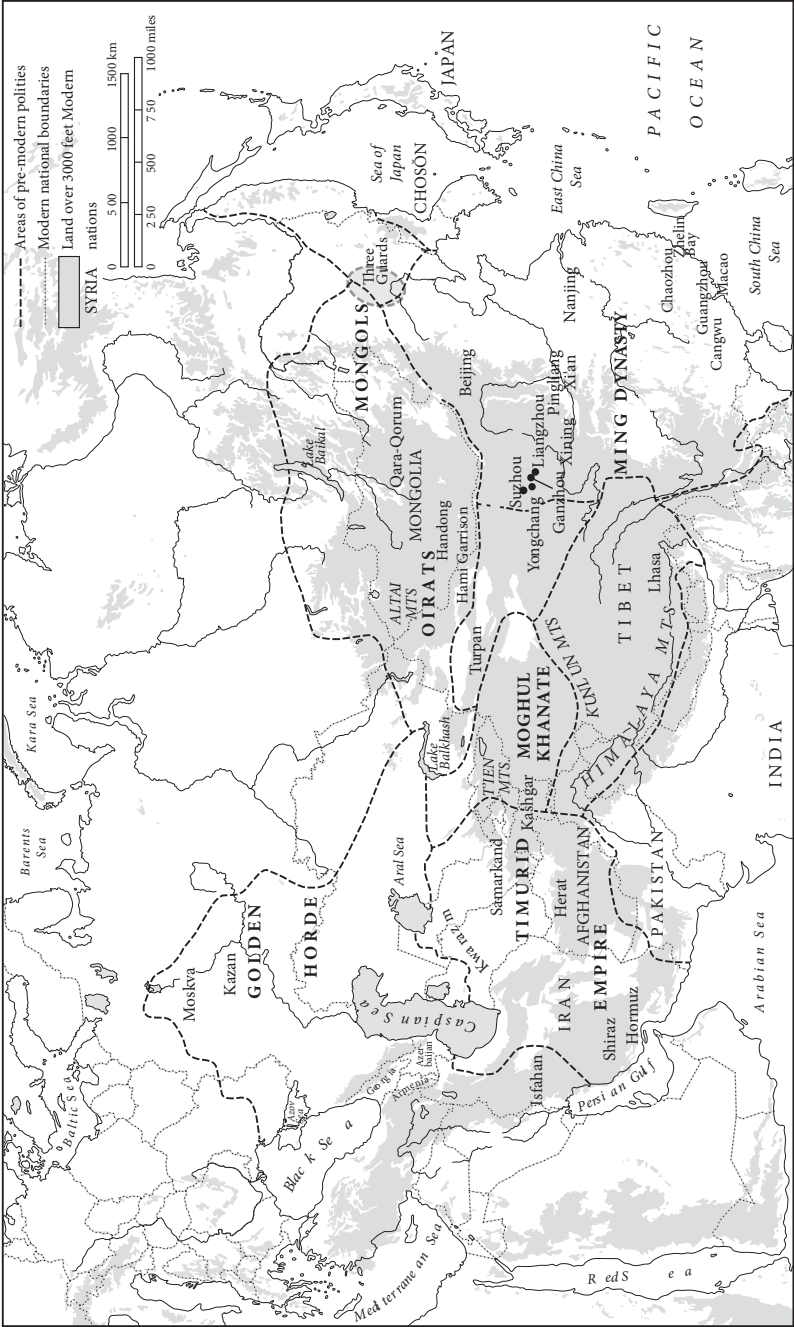 Areas of pre-modern polities
Modern national boundaries
Land over 3000 feet Modern
SYRIA nations
0 500 1000 1500 km
0 250 500 750 1000 miles
Barents
Sea
Kara Sea
Baltic Sea
Moskva
Kazan
GOLDEN
HORDE
Azov
Sea
Black Sea
Georgia
Armenia
Azer-
baijan
Caspian Sea
Aral Sea
Kwarazm
Lake
Balkhash
Lake
Baikal
ALTAI
MTS
OIRATS
MONGOLIA
Qara-Qorum
MONGOLS
Three
Guards
Sea of
Japan
CHOSŎN
JAPAN
PACIFIC
OCEAN
Mediterranean Sea
Red Sea
Isfahan
Persian Gulf
Shiraz
Hormuz
IRAN
TIMURID
EMPIRE
Samarkand
Herat
AFGHANISTAN
PAKISTAN
Arabian Sea
T'IEN
MTS.
Kashgar
MOGHUL
KHANATE
Turpan
Hami Garrison
Handong
KUNLUN MTS
HIMALAYA MTS
TIBET
Lhasa
INDIA
Suzhou
Yongchang
Ganzhou
Liangzhou
Xining
Pingliang
Xian
Beijing
Nanjing
MING DYNASTY
East China
Sea
Chaozhou
Zhelin
Bay
Guangzhou
Macao
Cangwu
South China
Sea